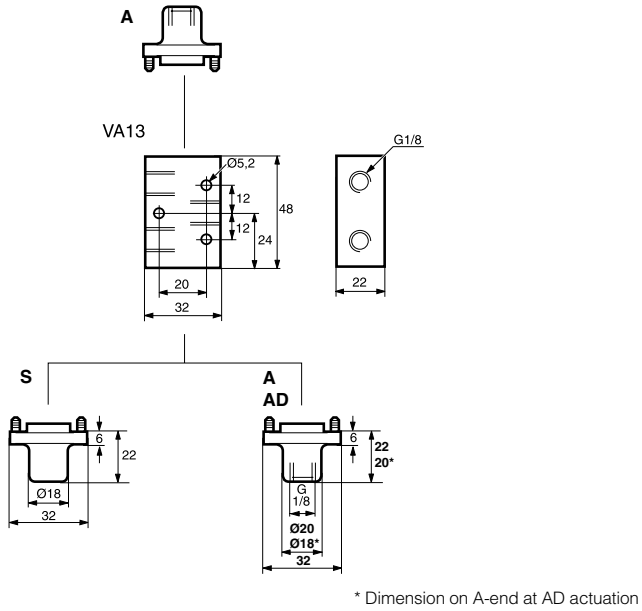 A
VA13
Ø5,2
G1/8
12
48
12
24
20
22
32
S
A
AD
6
22
6
22
20*
Ø18
G
1/8
32
Ø20
Ø18*
32
* Dimension on A-end at AD actuation